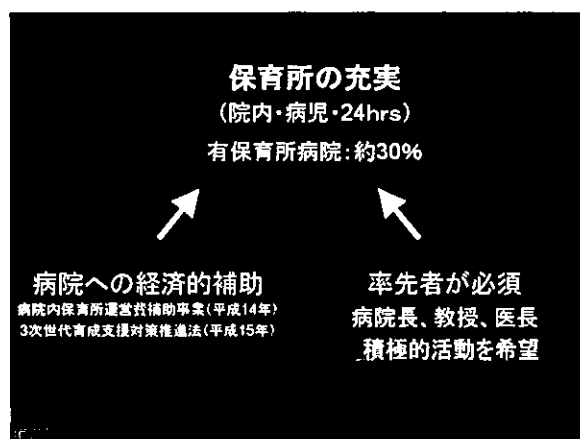 保育所の充実
(院内・病児・24hrs)
有保育所病院:約30%
病院への経済的補助
病院内保育所運営費補助事業(平成14年)
3次世代育成支援対策推進法(平成15年)
率先者が必須
病院長、教授、医長
積極的活動を希望